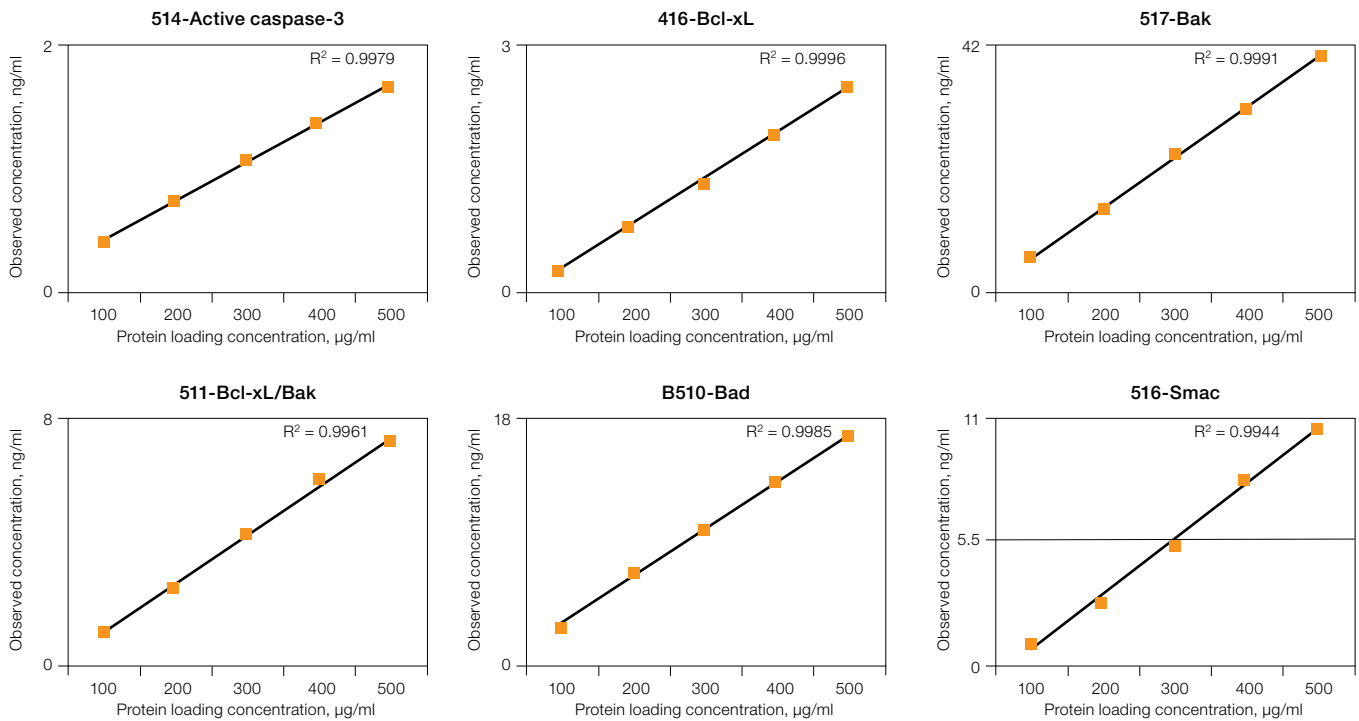 514-Active caspase-3
2
R² = 0.9979
Observed concentration, ng/ml
0
100 200 300 400 500
Protein loading concentration, µg/ml
416-Bcl-xL
3
R² = 0.9996
Observed concentration, ng/ml
0
100 200 300 400 500
Protein loading concentration, µg/ml
517-Bak
42
R² = 0.9991
Observed concentration, ng/ml
0
100 200 300 400 500
Protein loading concentration, µg/ml
511-Bcl-xL/Bak
8
R² = 0.9961
Observed concentration, ng/ml
0
100 200 300 400 500
Protein loading concentration, µg/ml
B510-Bad
18
R² = 0.9985
Observed concentration, ng/ml
0
100 200 300 400 500
Protein loading concentration, µg/ml
516-Smac
11
R² = 0.9944
Observed concentration, ng/ml
5.5
0
100 200 300 400 500
Protein loading concentration, µg/ml